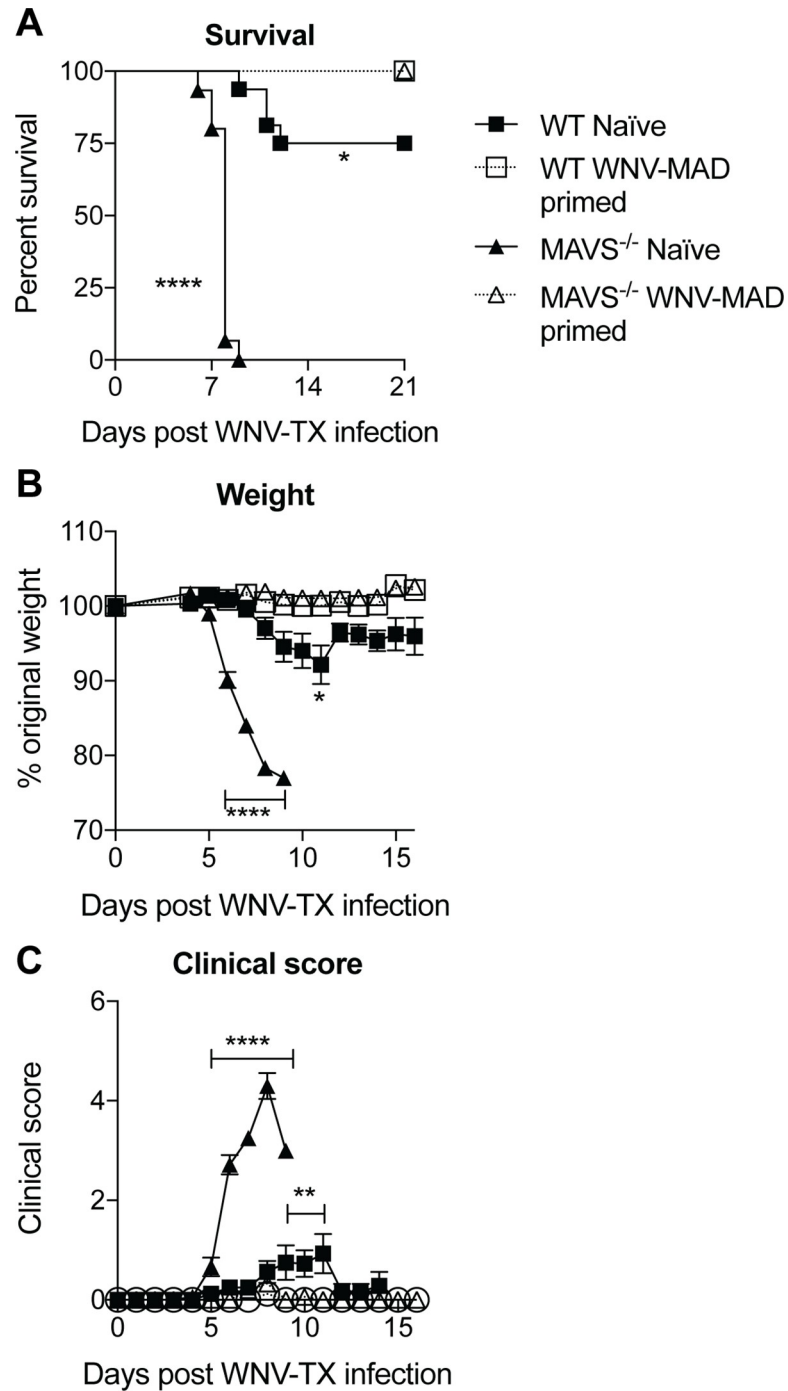 A
Survival
100
75
50
25
0
Percent survival
*
****
0 7 14 21
Days post WNV-TX infection
WT Naïve
WT WNV-MAD
primed
MAVS-/- Naïve
MAVS-/- WNV-MAD
primed
B
Weight
110
100
90
80
70
% original weight
*
****
0 5 10 15
Days post WNV-TX infection
C
Clinical score
6
4
2
0
Clinical score
****
**
0 5 10 15
Days post WNV-TX infection